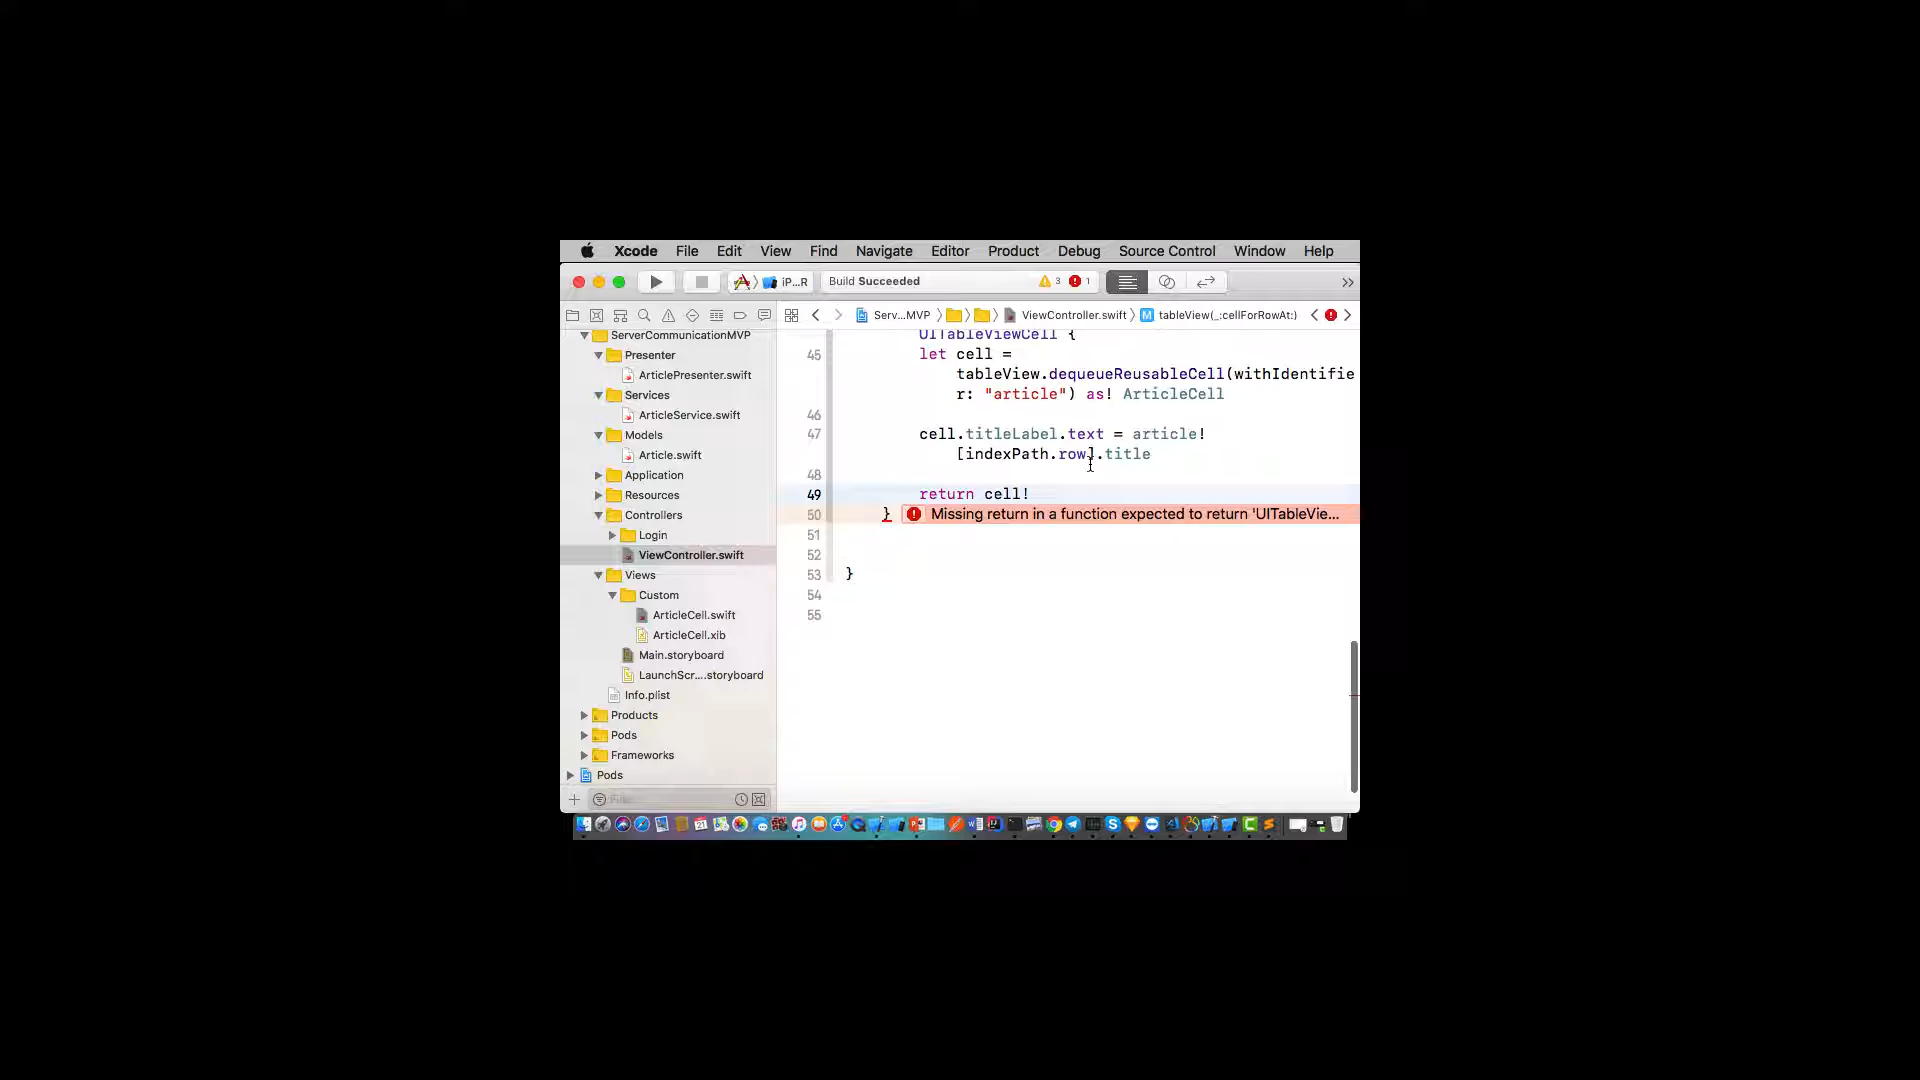 Xcode File Edit View Find Navigate Editor Product Debug Source Control Window Help
iP...R Build Succeeded 3 1
Serv...MVP ViewController.swift tableView(_:cellForRowAt:)
ServerCommunicationMVP
Presenter
ArticlePresenter.swift
Services
ArticleService.swift
Models
Article.swift
Application
Resources
Controllers
Login
ViewController.swift
Views
Custom
ArticleCell.swift
ArticleCell.xib
Main.storyboard
LaunchScr....storyboard
Info.plist
Products
Pods
Frameworks
Pods
UITableViewCell {
45 let cell =
tableView.dequeueReusableCell(withIdentifie
r: "article") as! ArticleCell
46
47 cell.titleLabel.text = article!
[indexPath.row].title
48
49 return cell!
50 } Missing return in a function expected to return 'UITableVie...
51
52
53 }
54
55